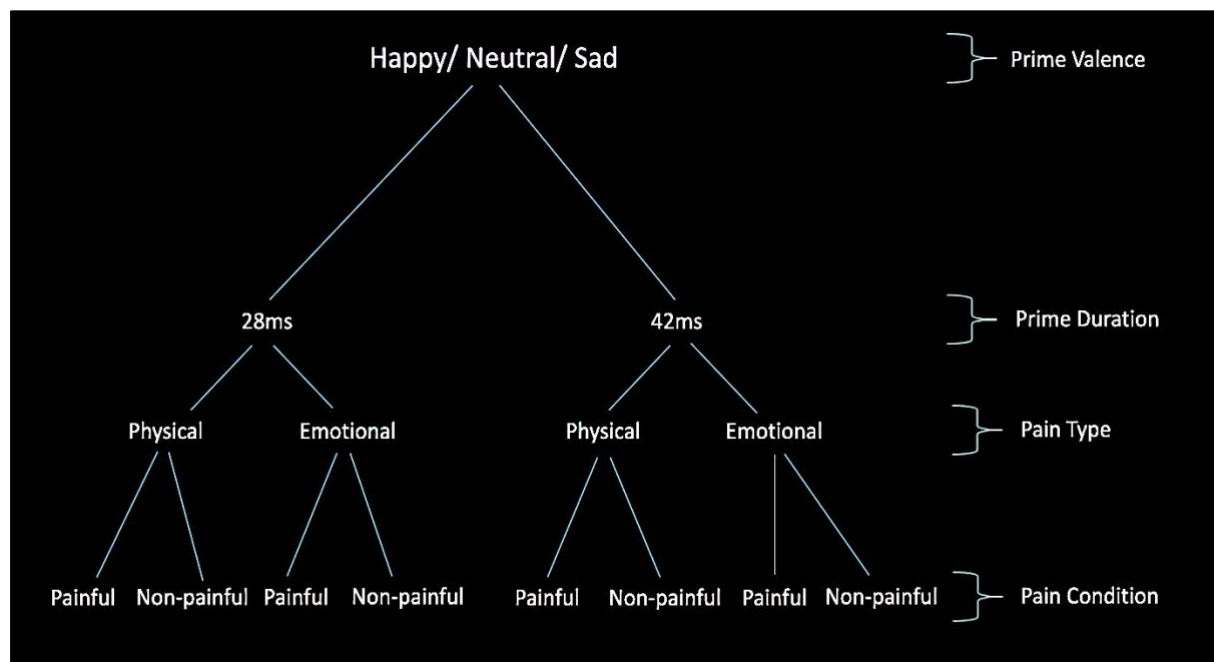 Happy/ Neutral/ Sad
Prime Valence
28ms
42ms
Prime Duration
Physical
Emotional
Physical
Emotional
Pain Type
Painful
Non-painful
Painful
Non-painful
Painful
Non-painful
Painful
Non-painful
Pain Condition